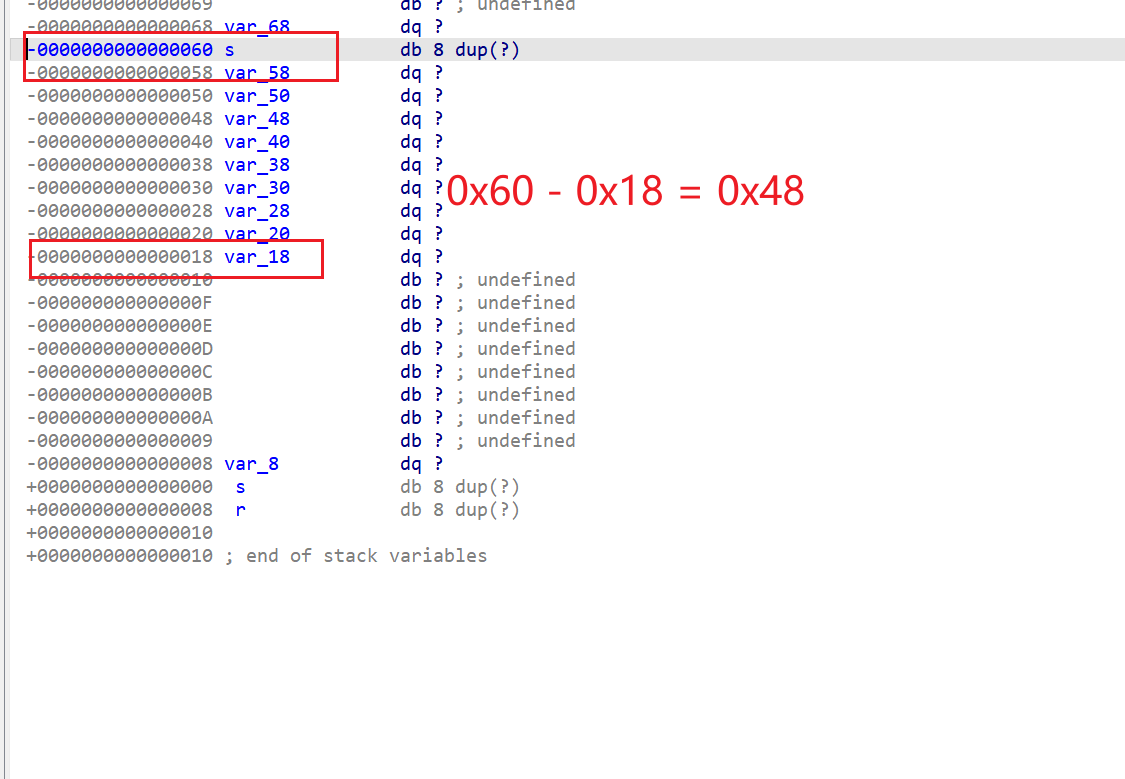 -0000000000000069 db ? ; undefined
-0000000000000068 var_68 dq ?
-0000000000000060 s db 8 dup(?)
-0000000000000058 var_58 dq ?
-0000000000000050 var_50 dq ?
-0000000000000048 var_48 dq ?
-0000000000000040 var_40 dq ?
-0000000000000038 var_38 dq ?
-0000000000000030 var_30 dq ? 0x60 - 0x18 = 0x48
-0000000000000028 var_28 dq ?
-0000000000000020 var_20 dq ?
-0000000000000018 var_18 dq ?
-0000000000000010 db ? ; undefined
-000000000000000F db ? ; undefined
-000000000000000E db ? ; undefined
-000000000000000D db ? ; undefined
-000000000000000C db ? ; undefined
-000000000000000B db ? ; undefined
-000000000000000A db ? ; undefined
-0000000000000009 db ? ; undefined
-0000000000000008 var_8 dq ?
+0000000000000000 s db 8 dup(?)
+0000000000000008 r db 8 dup(?)
+0000000000000010
+0000000000000010 ; end of stack variables